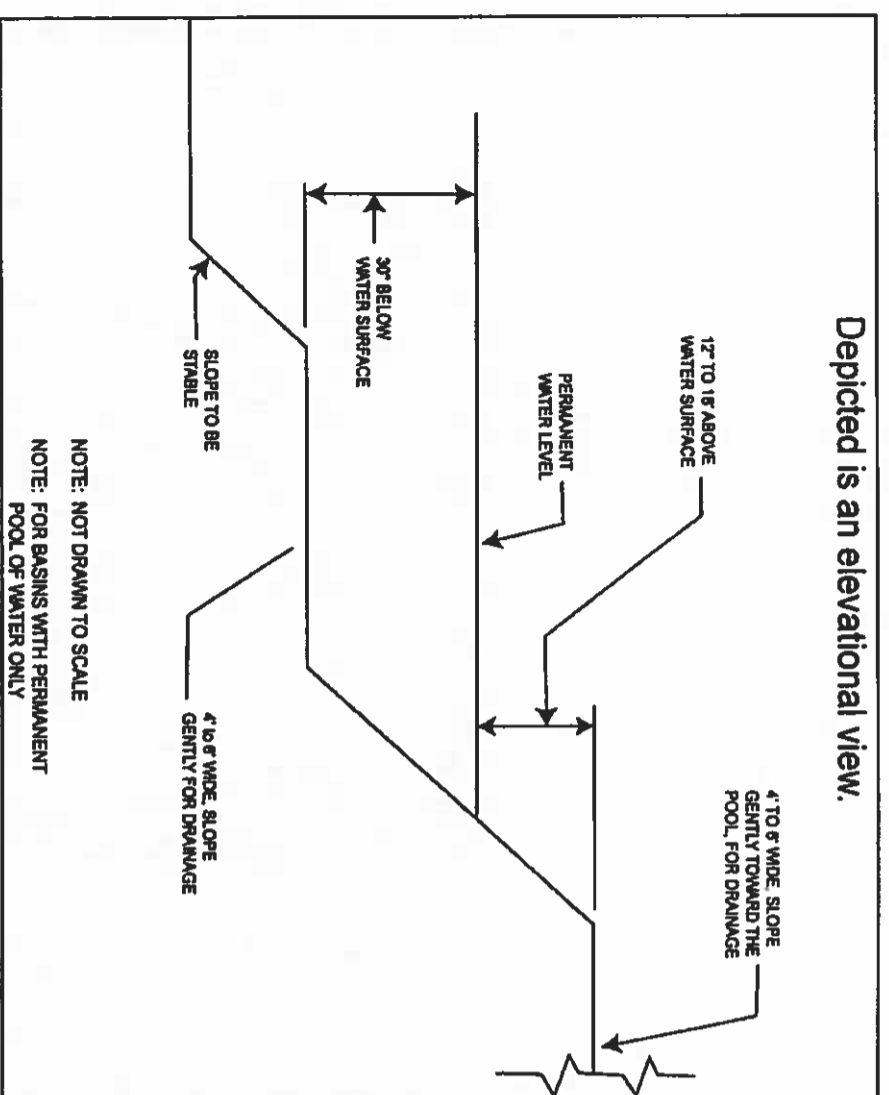 Depicted is an elevational view.
4' TO 6' WIDE, SLOPE
GENTLY TOWARD THE
POOL, FOR DRAINAGE
12" TO 18" ABOVE
WATER SURFACE
PERMANENT
WATER LEVEL
30" BELOW
WATER SURFACE
SLOPE TO BE
STABLE
4' to 6' WIDE, SLOPE
GENTLY FOR DRAINAGE
NOTE: NOT DRAWN TO SCALE
NOTE: FOR BASINS WITH PERMANENT
POOL OF WATER ONLY